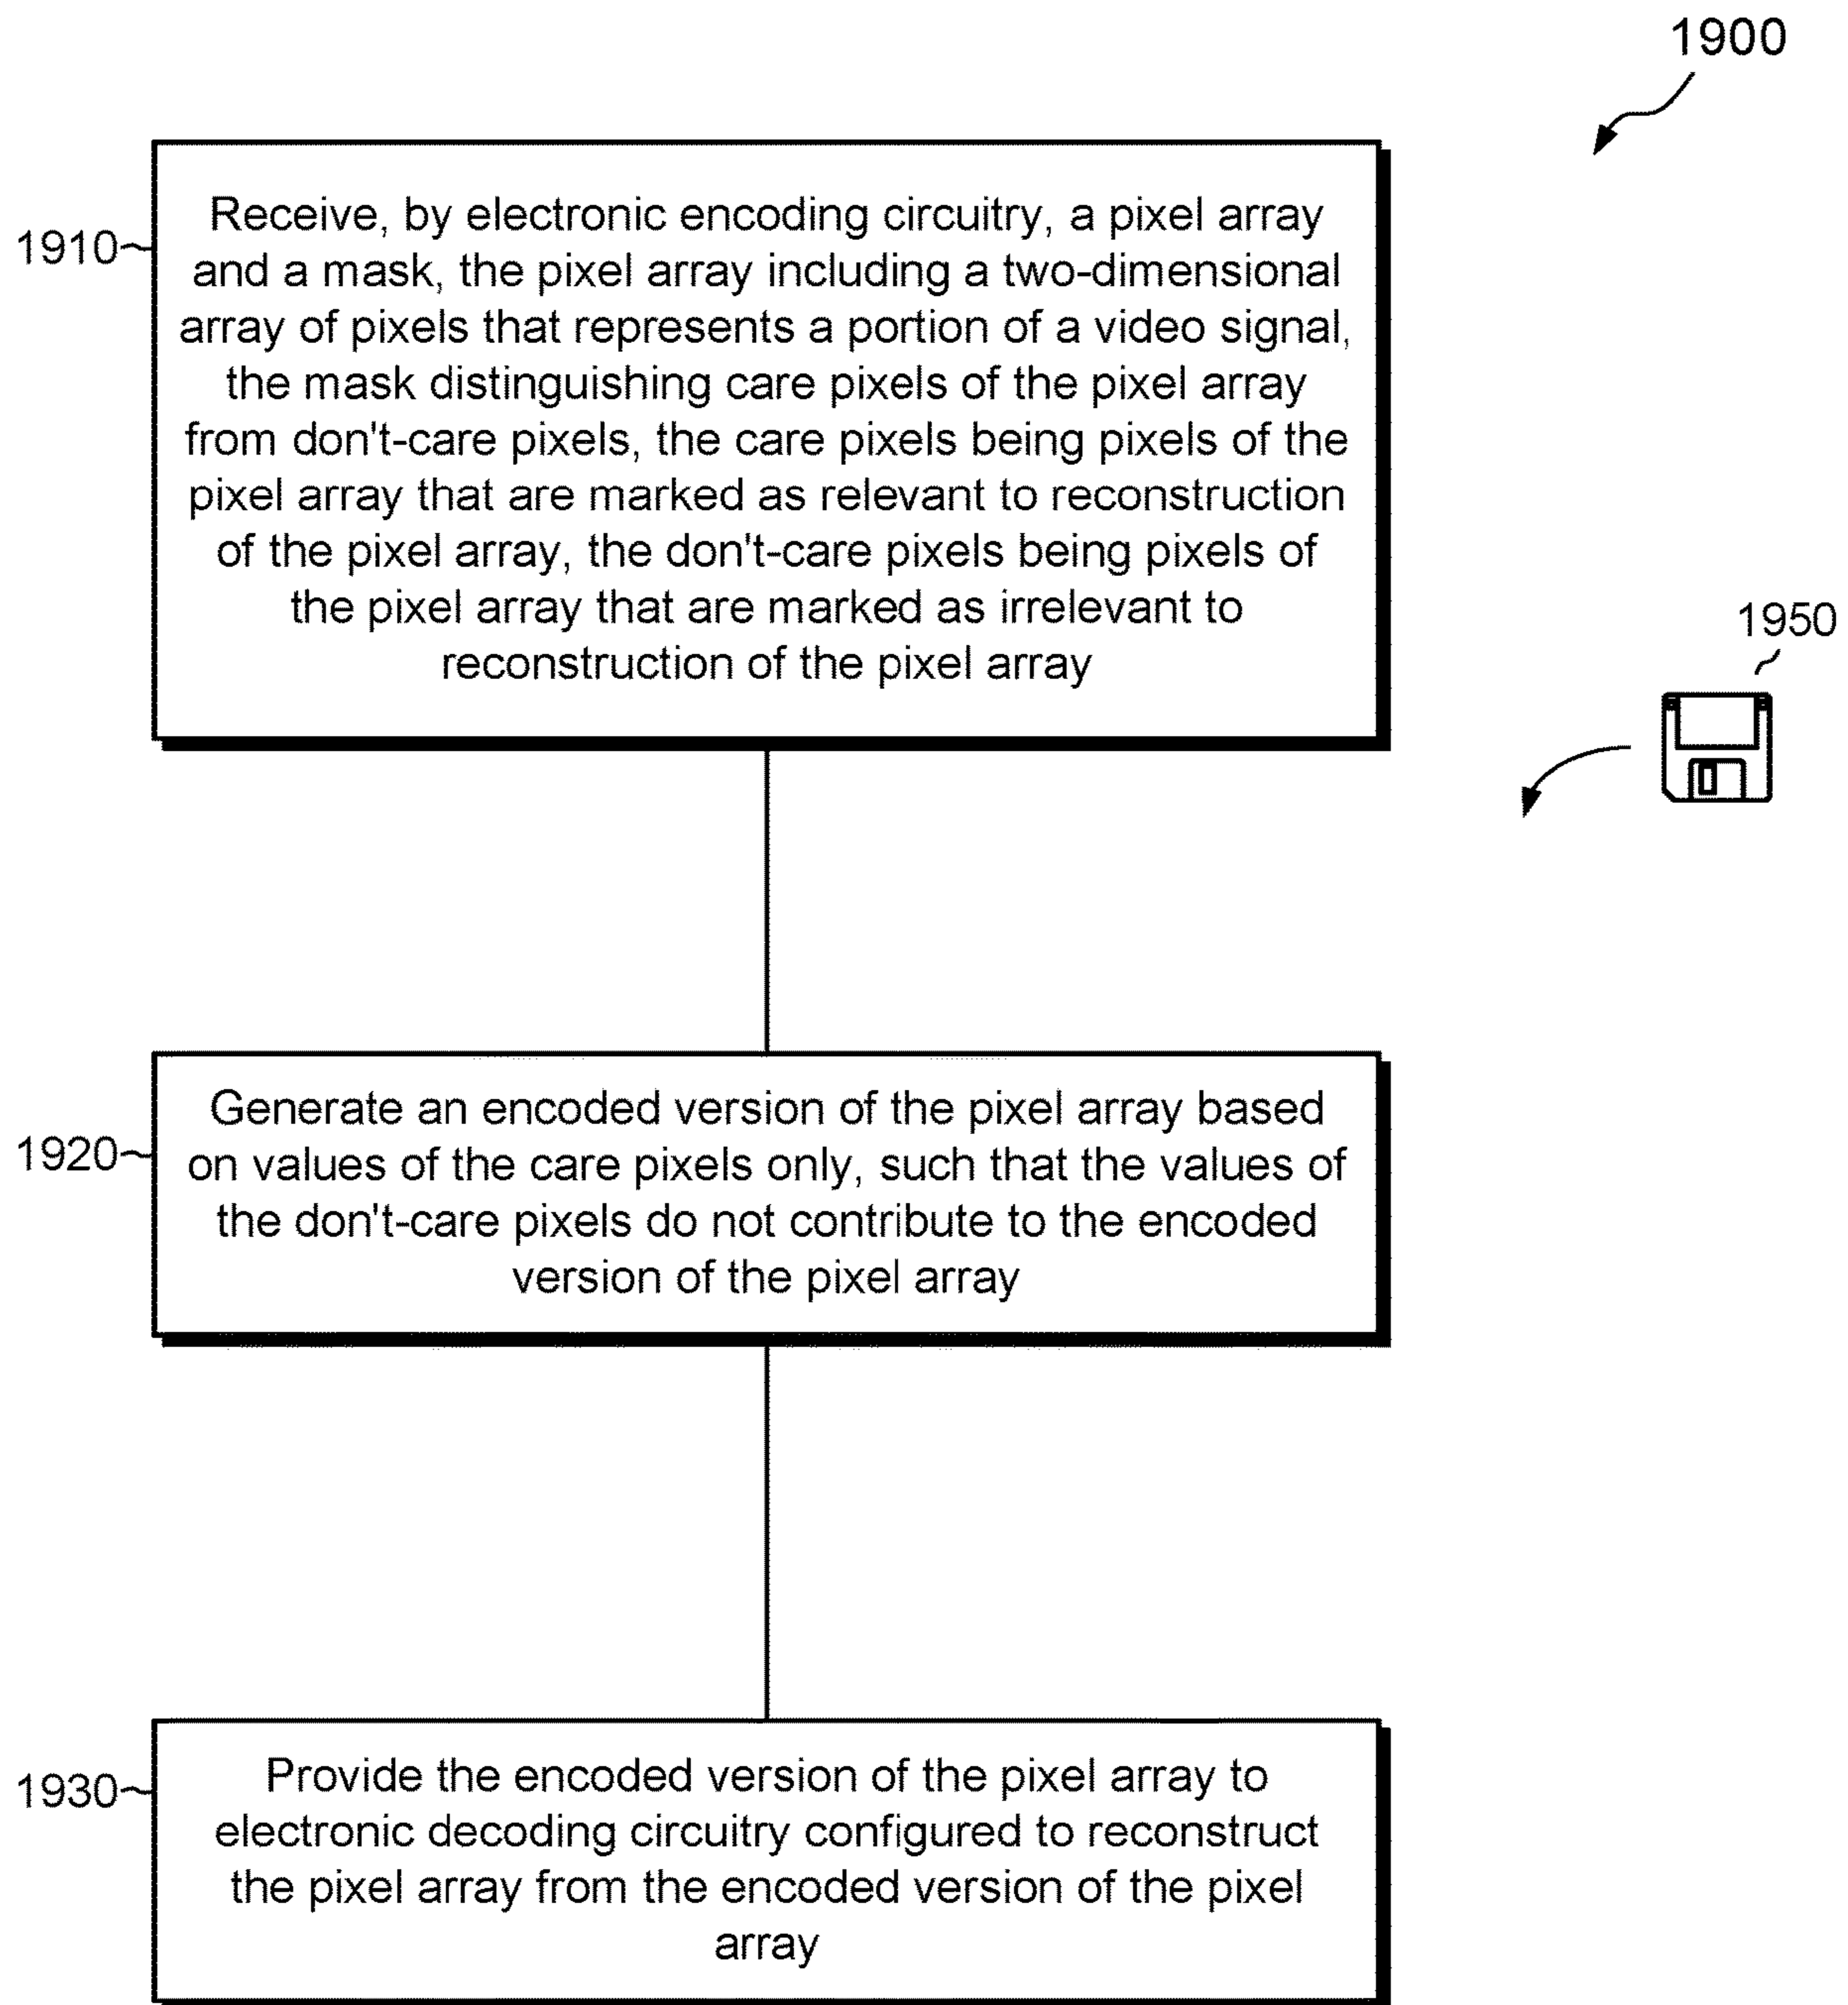 1900
1910
Receive, by electronic encoding circuitry, a pixel array
and a mask, the pixel array including a two-dimensional
array of pixels that represents a portion of a video signal,
the mask distinguishing care pixels of the pixel array
from don't-care pixels, the care pixels being pixels of the
pixel array that are marked as relevant to reconstruction
of the pixel array, the don't-care pixels being pixels of
the pixel array that are marked as irrelevant to
reconstruction of the pixel array
1950
1920
Generate an encoded version of the pixel array based
on values of the care pixels only, such that the values of
the don't-care pixels do not contribute to the encoded
version of the pixel array
1930
Provide the encoded version of the pixel array to
electronic decoding circuitry configured to reconstruct
the pixel array from the encoded version of the pixel
array